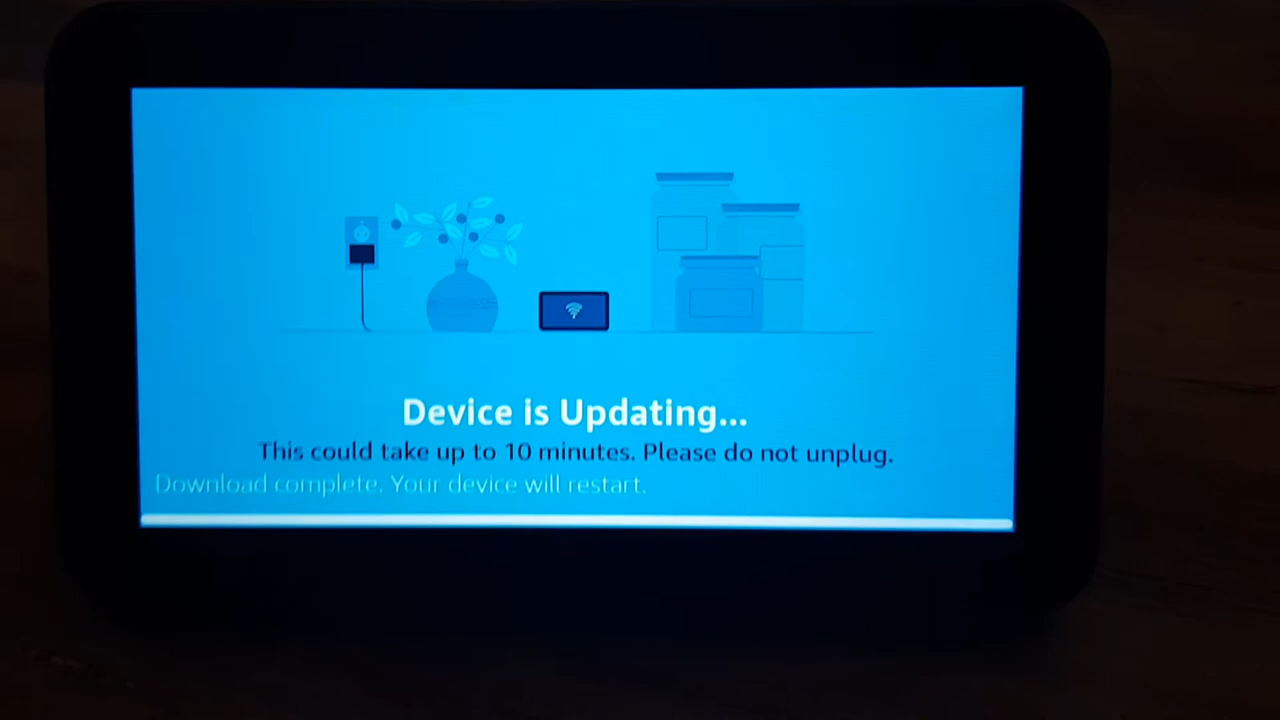 Device is Updating...
This could take up to 10 minutes. Please do not unplug.
Download complete. Your device will restart.